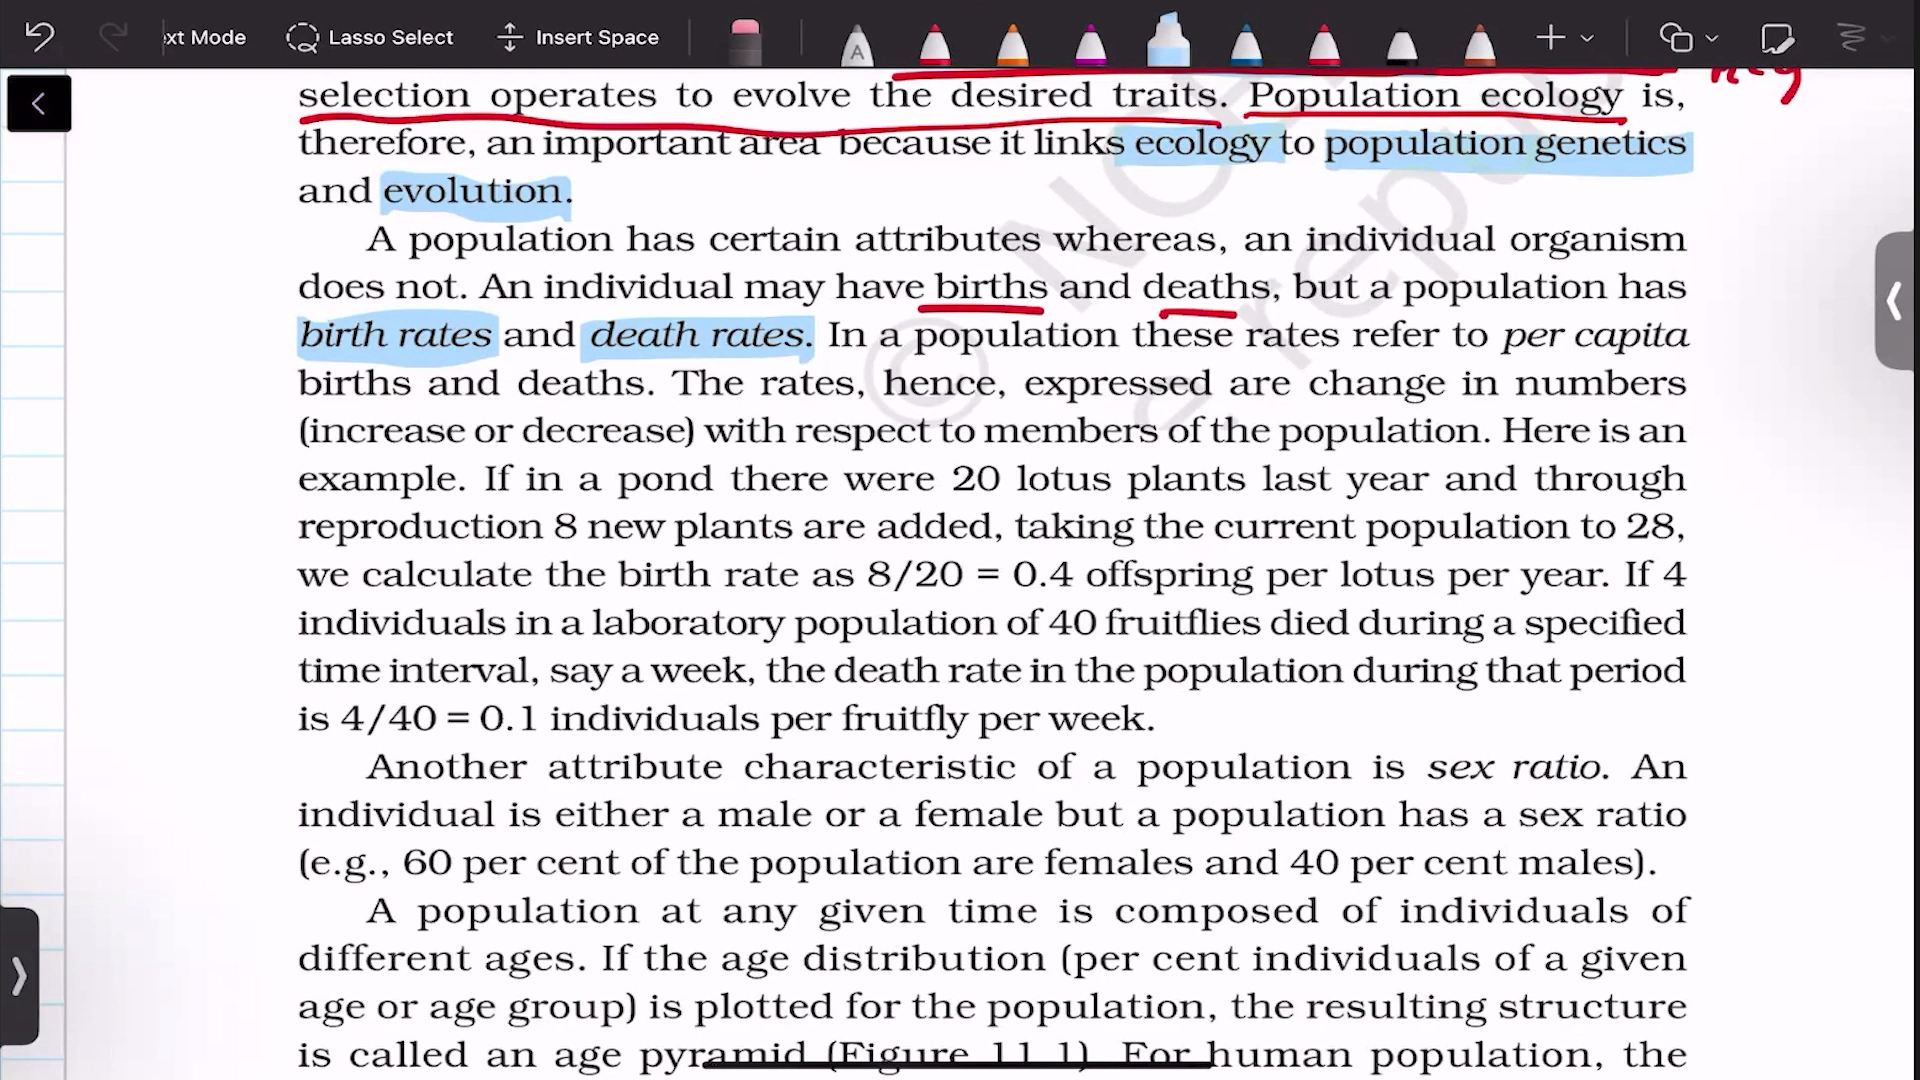 xt Mode Lasso Select Insert Space
selection operates to evolve the desired traits. Population ecology is,
therefore, an important area because it links ecology to population genetics
and evolution.
A population has certain attributes whereas, an individual organism
does not. An individual may have births and deaths, but a population has
birth rates and death rates. In a population these rates refer to per capita
births and deaths. The rates, hence, expressed are change in numbers
(increase or decrease) with respect to members of the population. Here is an
example. If in a pond there were 20 lotus plants last year and through
reproduction 8 new plants are added, taking the current population to 28,
we calculate the birth rate as 8/20 = 0.4 offspring per lotus per year. If 4
individuals in a laboratory population of 40 fruitflies died during a specified
time interval, say a week, the death rate in the population during that period
is 4/40 = 0.1 individuals per fruitfly per week.
Another attribute characteristic of a population is sex ratio. An
individual is either a male or a female but a population has a sex ratio
(e.g., 60 per cent of the population are females and 40 per cent males).
A population at any given time is composed of individuals of
different ages. If the age distribution (per cent individuals of a given
age or age group) is plotted for the population, the resulting structure
is called an age pyramid (Figure 11.1). For human population, the